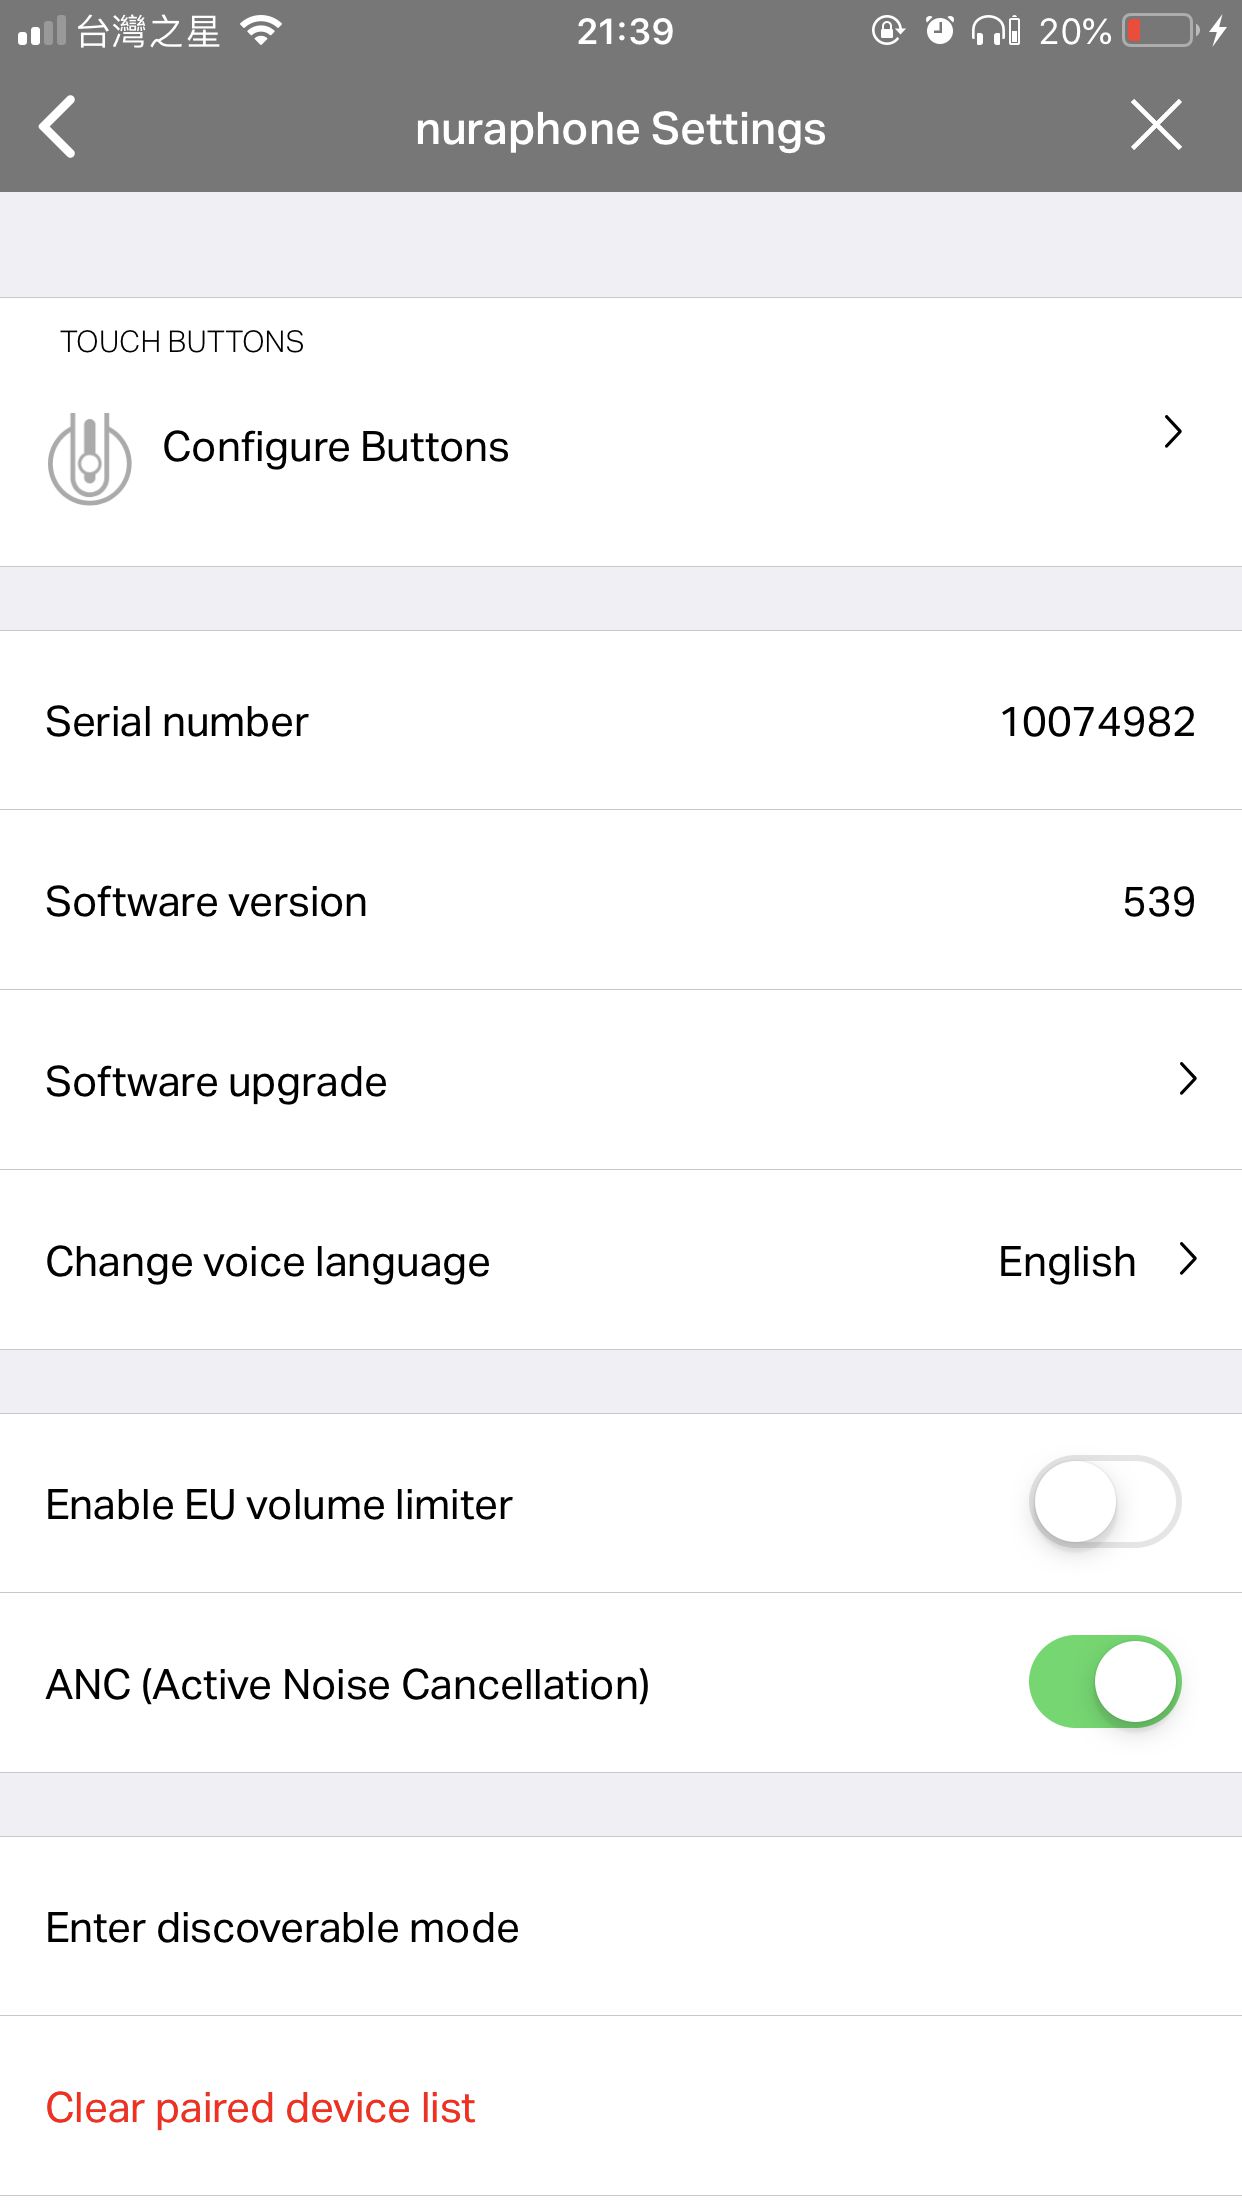 台灣之星 21:39 20%
nuraphone Settings
TOUCH BUTTONS
Configure Buttons
Serial number 10074982
Software version 539
Software upgrade
Change voice language English
Enable EU volume limiter
ANC (Active Noise Cancellation)
Enter discoverable mode
Clear paired device list